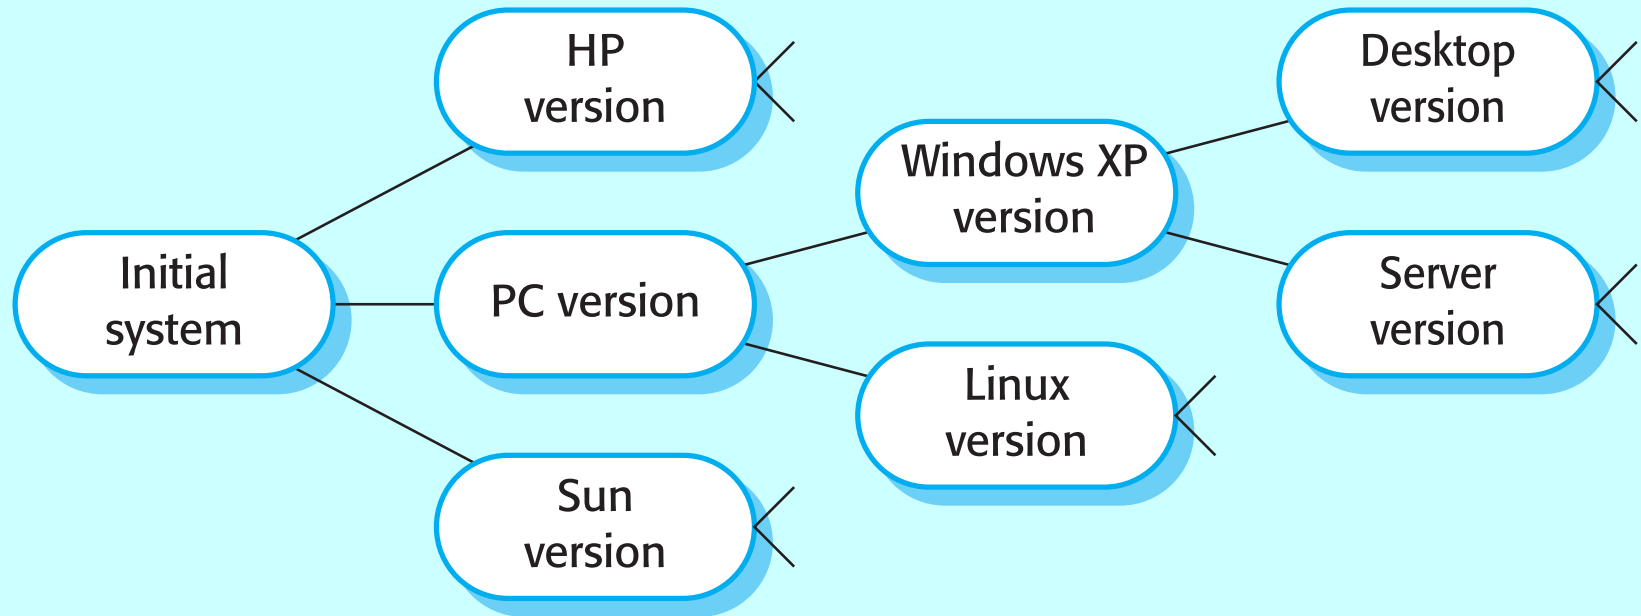 HP
version
Desktop
version
Windows XP
version
Initial
system
PC version
Server
version
Linux
version
Sun
version